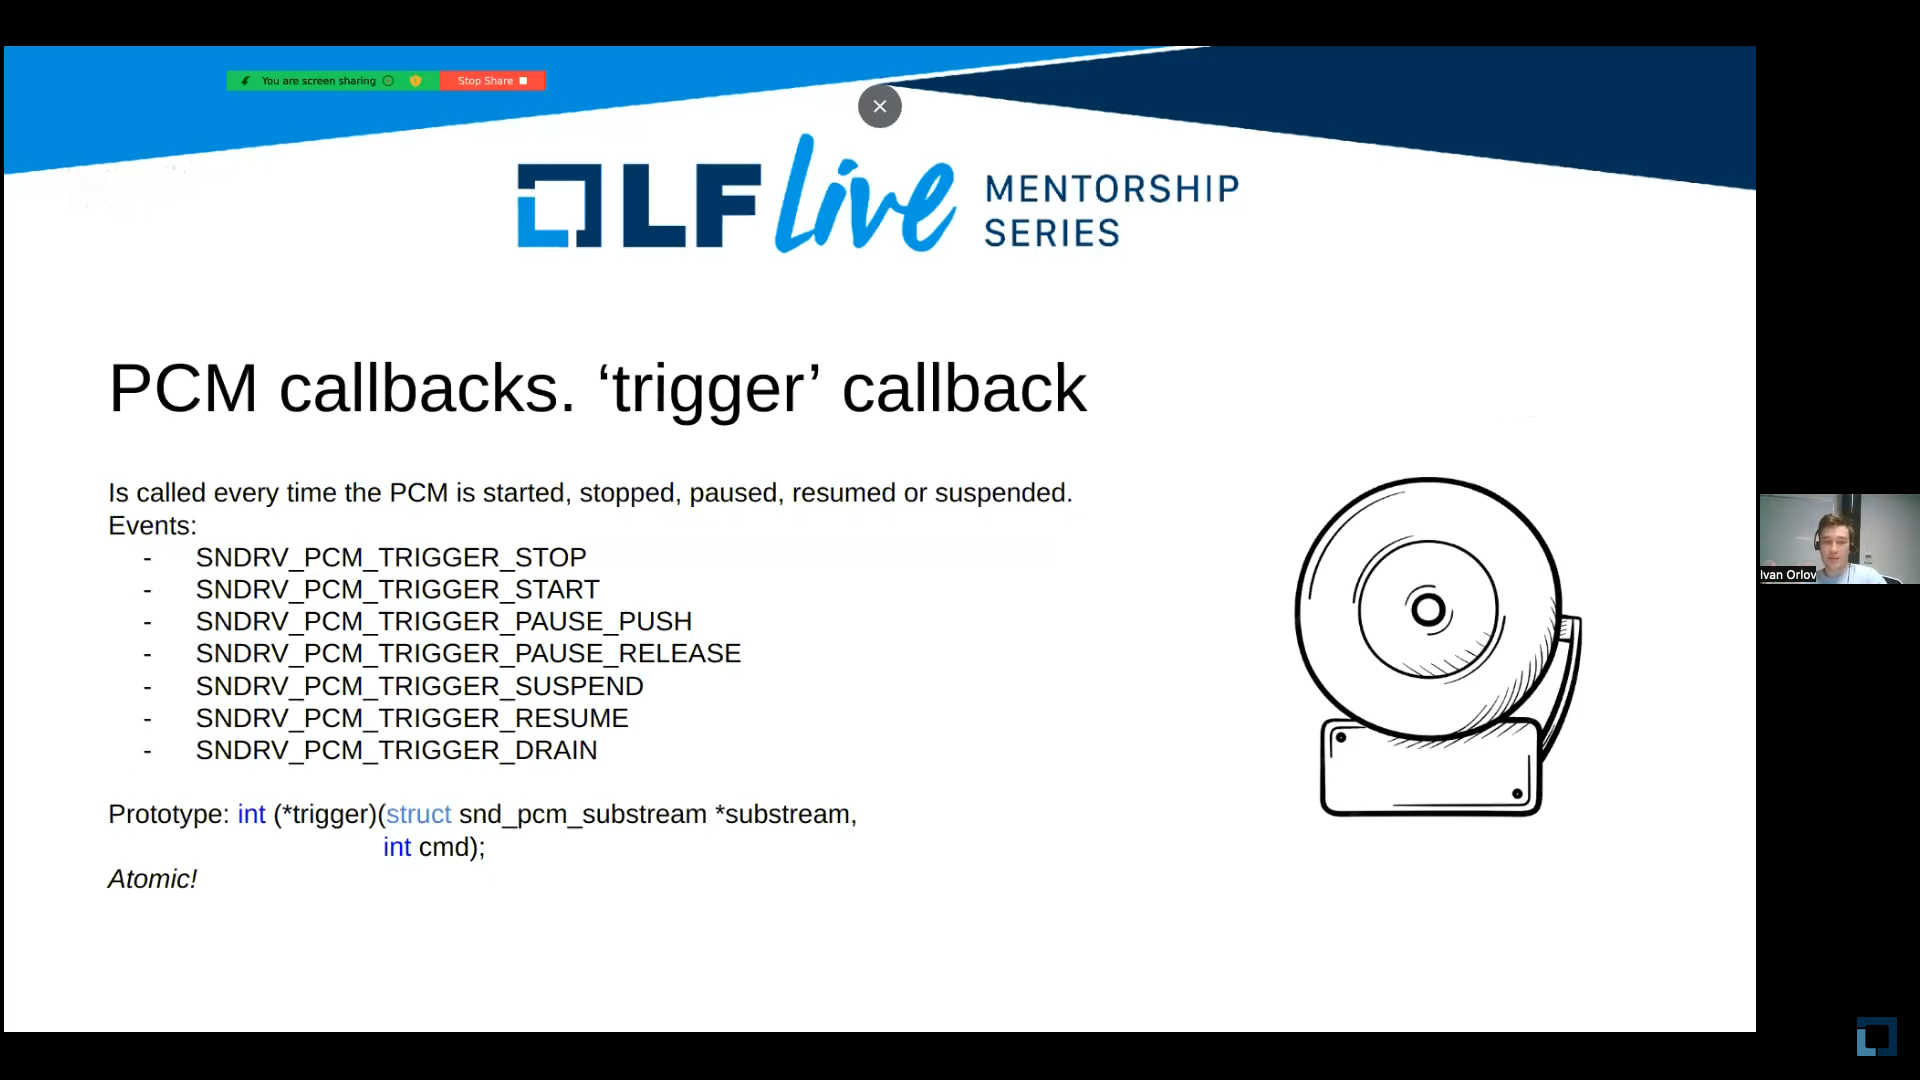 You are screen sharing
Stop Share
LF Live MENTORSHIP
SERIES
PCM callbacks. ‘trigger’ callback
Is called every time the PCM is started, stopped, paused, resumed or suspended.
Events:
- SNDRV_PCM_TRIGGER_STOP
- SNDRV_PCM_TRIGGER_START
- SNDRV_PCM_TRIGGER_PAUSE_PUSH
- SNDRV_PCM_TRIGGER_PAUSE_RELEASE
- SNDRV_PCM_TRIGGER_SUSPEND
- SNDRV_PCM_TRIGGER_RESUME
- SNDRV_PCM_TRIGGER_DRAIN
Prototype: int (*trigger)(struct snd_pcm_substream *substream,
int cmd);
Atomic!
Ivan Orlov